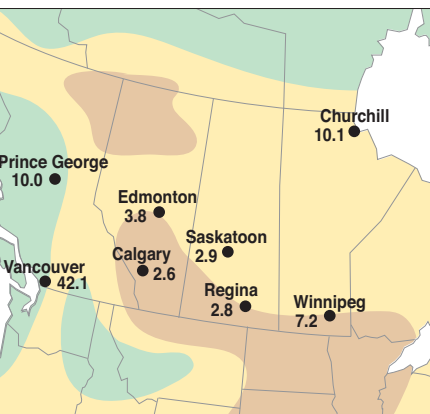 Churchill
10.1
Prince George
10.0
Edmonton
3.8
Saskatoon
2.9
Calgary
2.6
Vancouver
42.1
Regina
2.8
Winnipeg
7.2